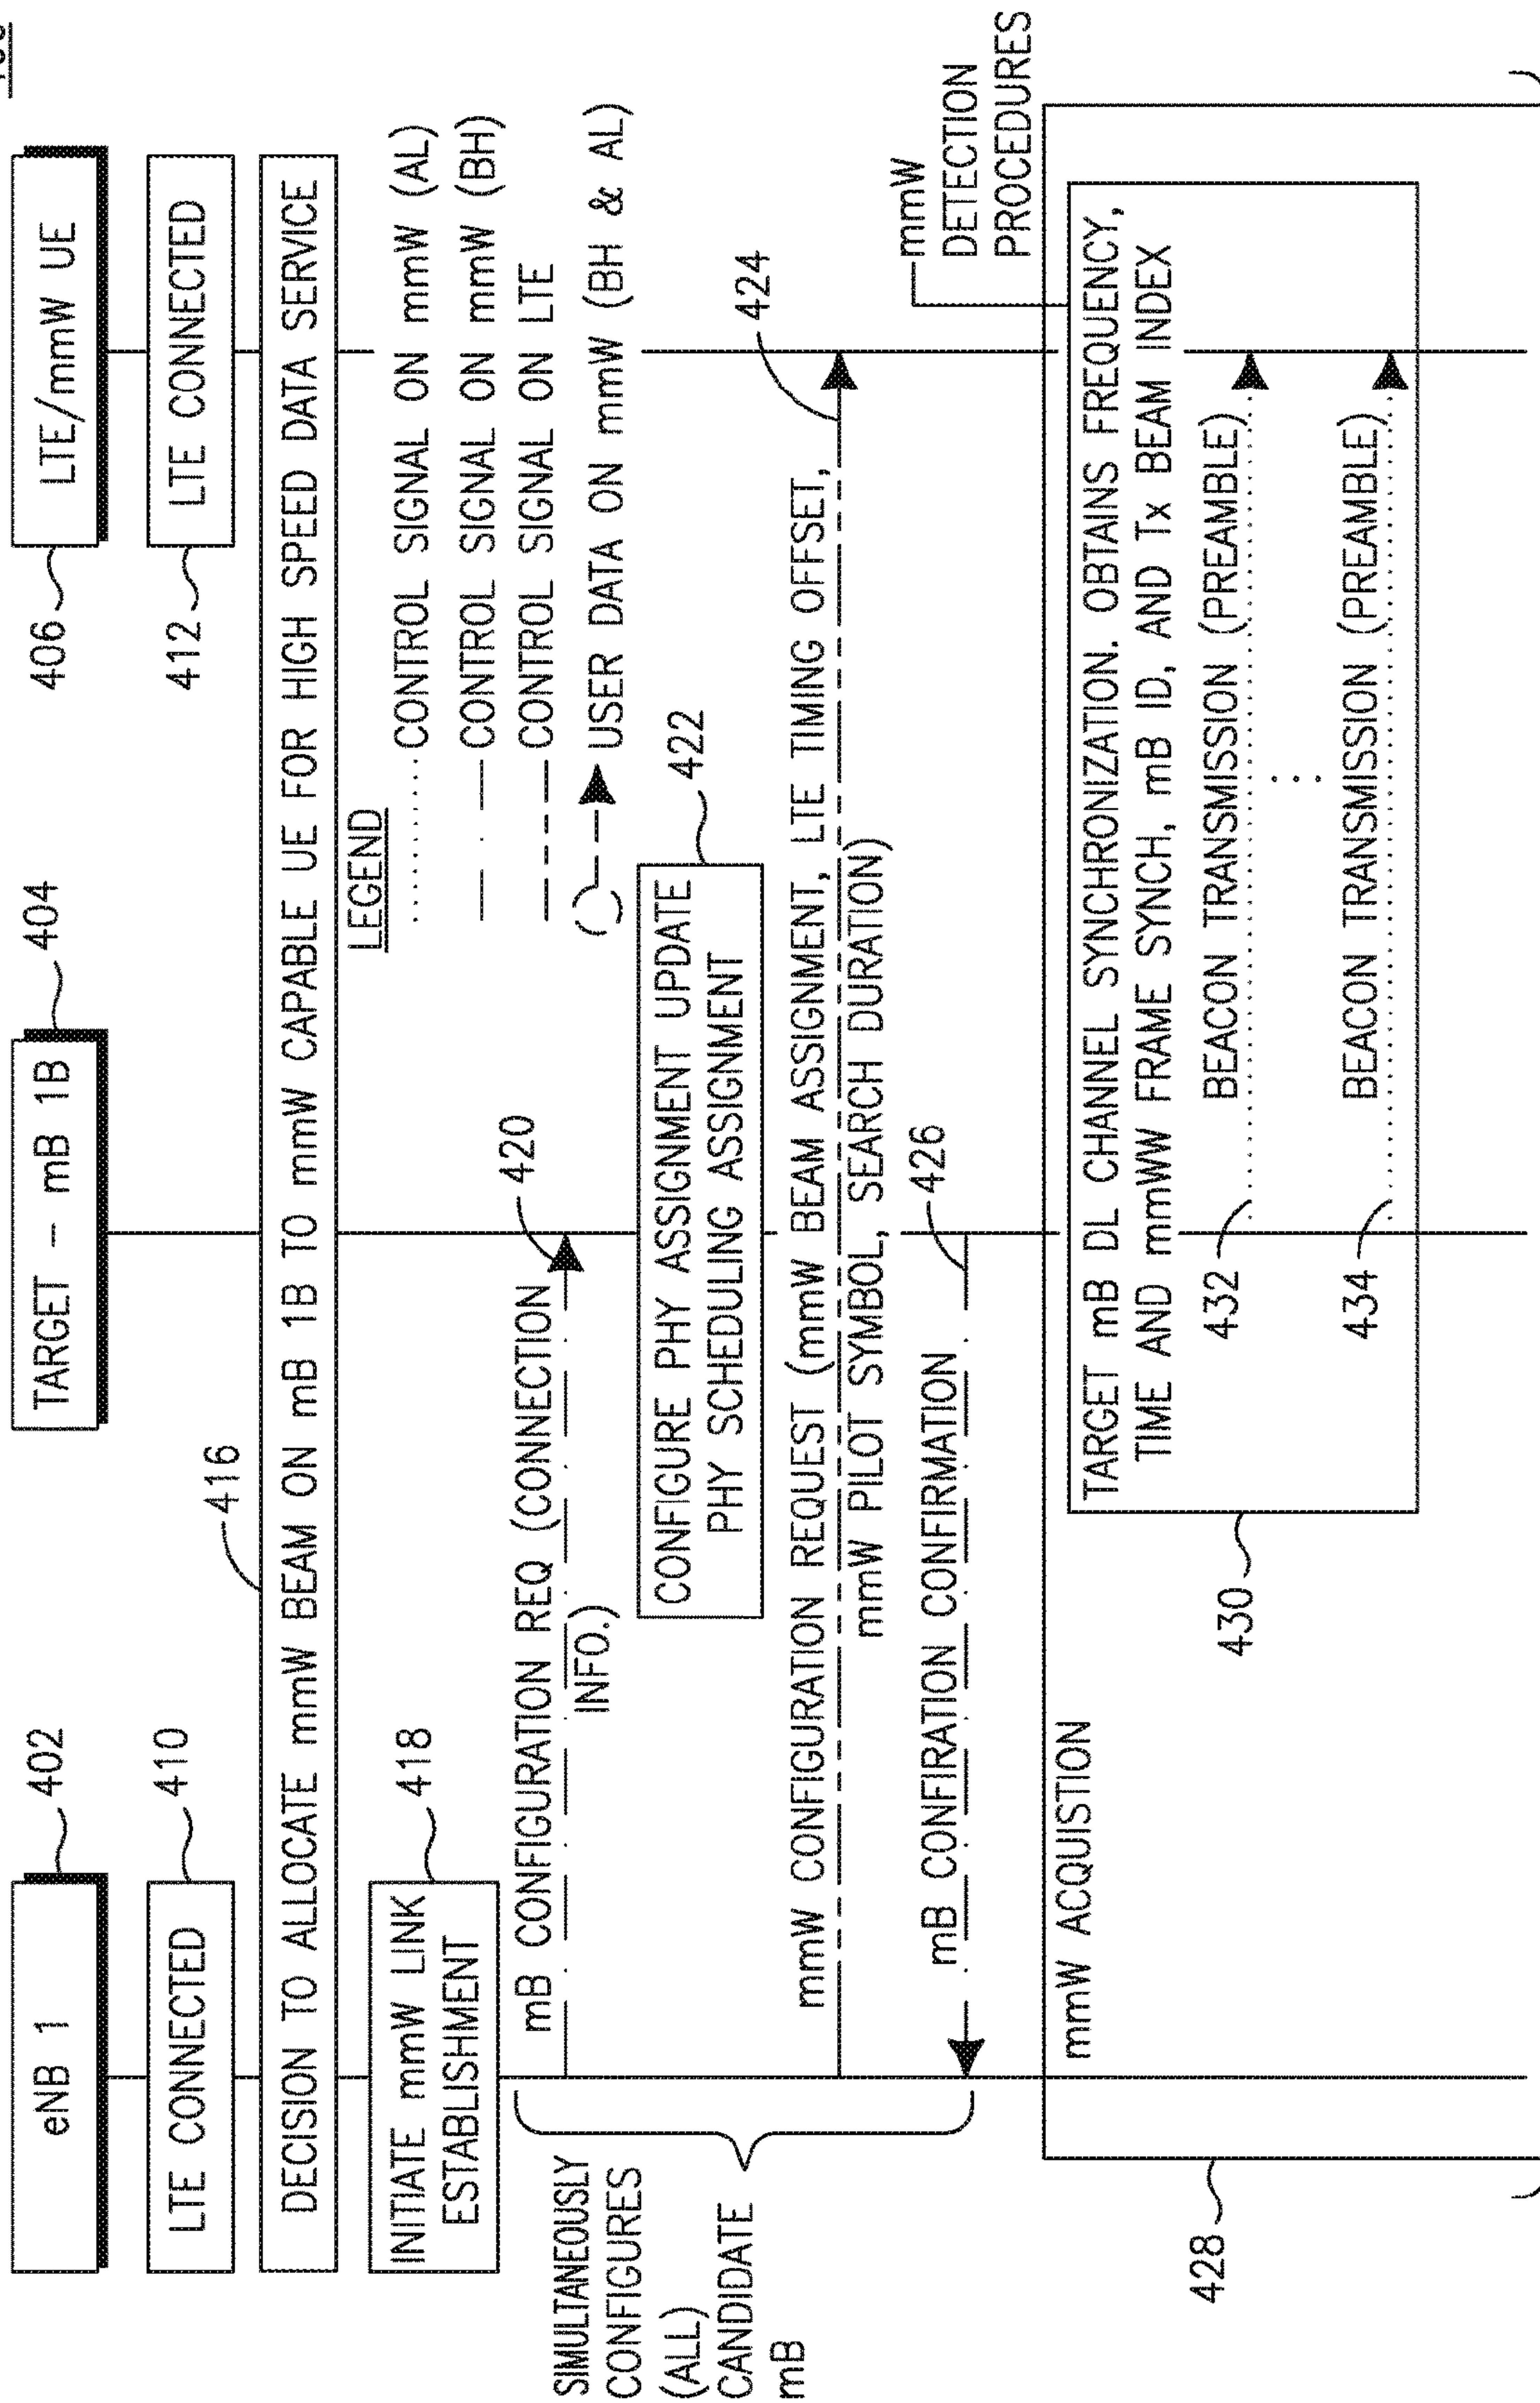 eNB 1
402
TARGET – mB 1B
404
LTE/mmW UE
406
LTE CONNECTED
410
LTE CONNECTED
412
416
DECISION TO ALLOCATE mmW BEAM ON mB 1B TO mmW CAPABLE UE FOR HIGH SPEED DATA SERVICE
INITIATE mmW LINK
ESTABLISHMENT
418
LEGEND
CONTROL SIGNAL ON mmW (AL)
CONTROL SIGNAL ON mmW (BH)
CONTROL SIGNAL ON LTE
USER DATA ON mmW (BH & AL)
SIMULTANEOUSLY
CONFIGURES
(ALL)
CANDIDATE
mB
mB CONFIGURATION REQ (CONNECTION
INFO.)
420
CONFIGURE PHY ASSIGNMENT UPDATE
PHY SCHEDULING ASSIGNMENT
422
mmW CONFIGURATION REQUEST (mmW BEAM ASSIGNMENT, LTE TIMING OFFSET,
mmW PILOT SYMBOL, SEARCH DURATION)
424
mB CONFIRATION CONFIRMATION
426
mmW
DETECTION
PROCEDURES
mmW ACQUISTION
428
TARGET mB DL CHANNEL SYNCHRONIZATION. OBTAINS FREQUENCY,
TIME AND mmWW FRAME SYNCH, mB ID, AND Tx BEAM INDEX
430
432
BEACON TRANSMISSION (PREAMBLE)
434
BEACON TRANSMISSION (PREAMBLE)